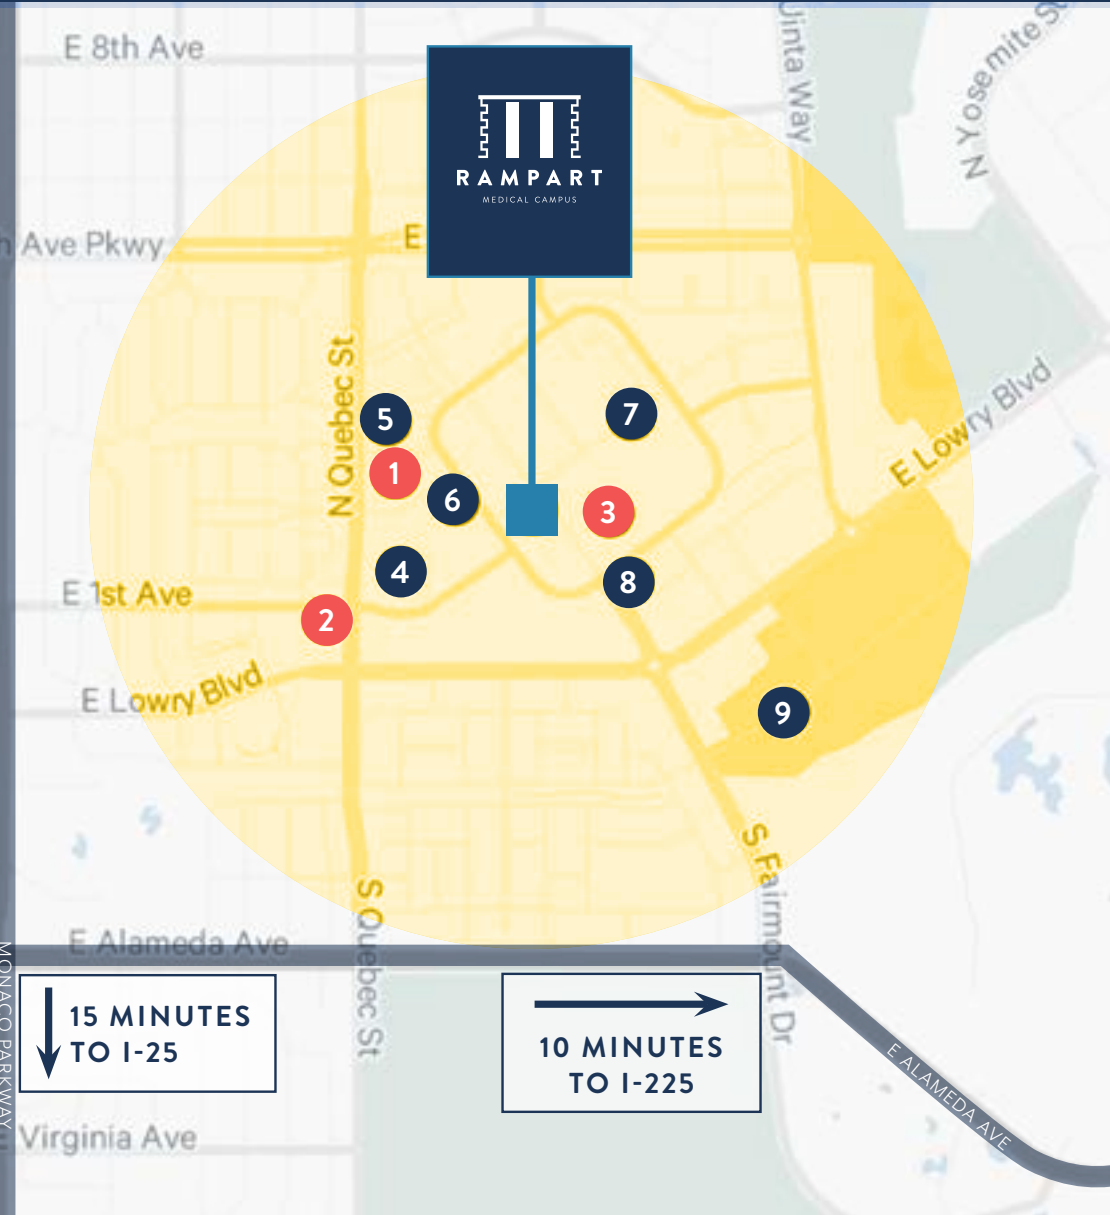 E 8th Ave
Uinta Way
N Yosemite St
RAMPART
MEDICAL CAMPUS
Ave Pkwy
E
N Quebec St
5
7
1
6
3
E Lowry Blvd
4
8
E 1st Ave
2
E Lowry Blvd
9
S Fairmount Dr
S Quebec St
E Alameda Ave
MONACO PARKWAY
15 MINUTES
TO I-25
10 MINUTES
TO I-225
E ALAMEDA AVE
Virginia Ave